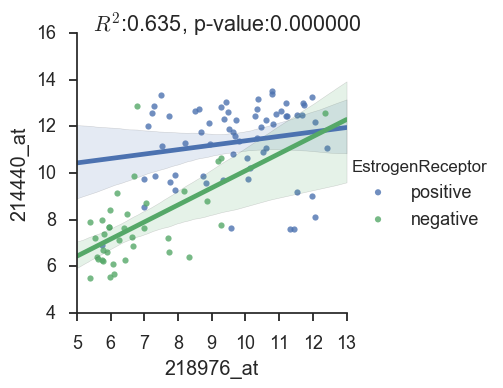 R²:0.635, p-value:0.000000
16
14
12
10
8
6
4
214440_at
5 6 7 8 9 10 11 12 13
218976_at
EstrogenReceptor
positive
negative